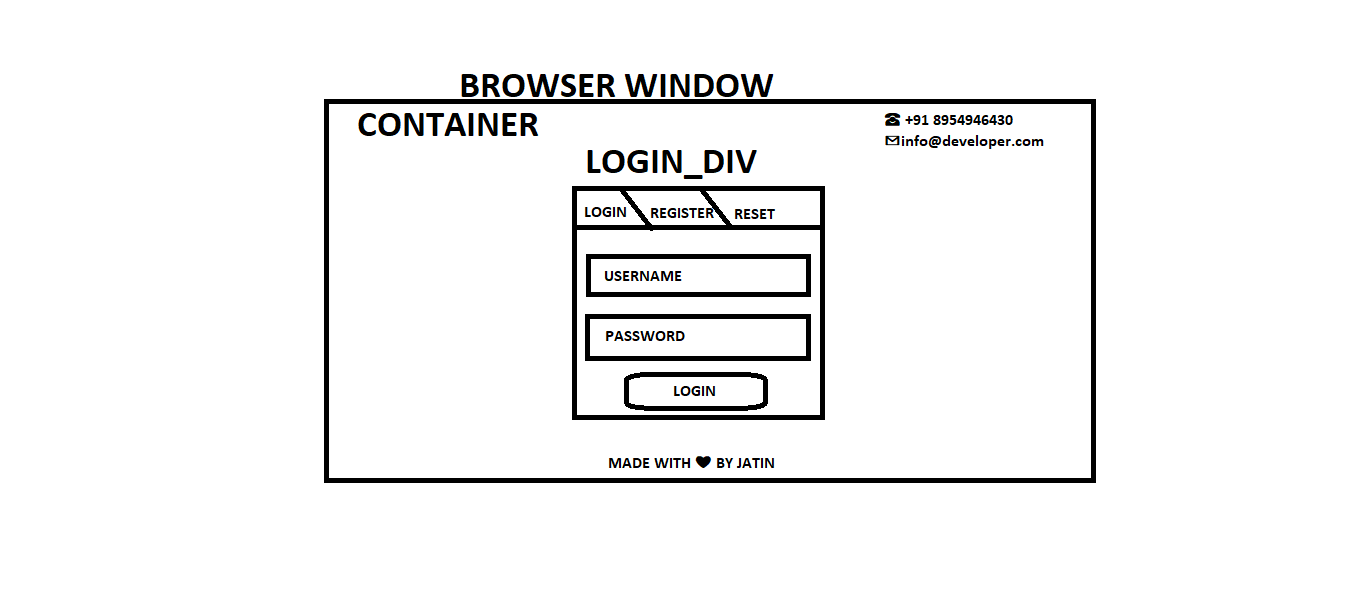 BROWSER WINDOW
CONTAINER
☎ +91 8954946430
✉info@developer.com
LOGIN_DIV
LOGIN REGISTER RESET
USERNAME
PASSWORD
LOGIN
MADE WITH ❤ BY JATIN